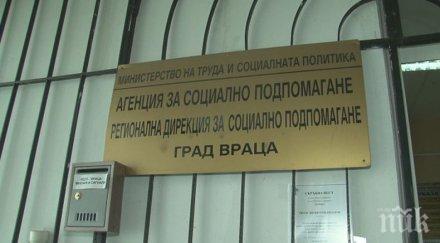 МИНИСТЕРСТВО НА ТРУДА И СОЦИАЛНАТА ПОЛИТИКА
АГЕНЦИЯ ЗА СОЦИАЛНО ПОДПОМАГАНЕ
РЕГИОНАЛНА ДИРЕКЦИЯ ЗА СОЦИАЛНО ПОДПОМАГАНЕ
ГРАД ВРАЦА
пик